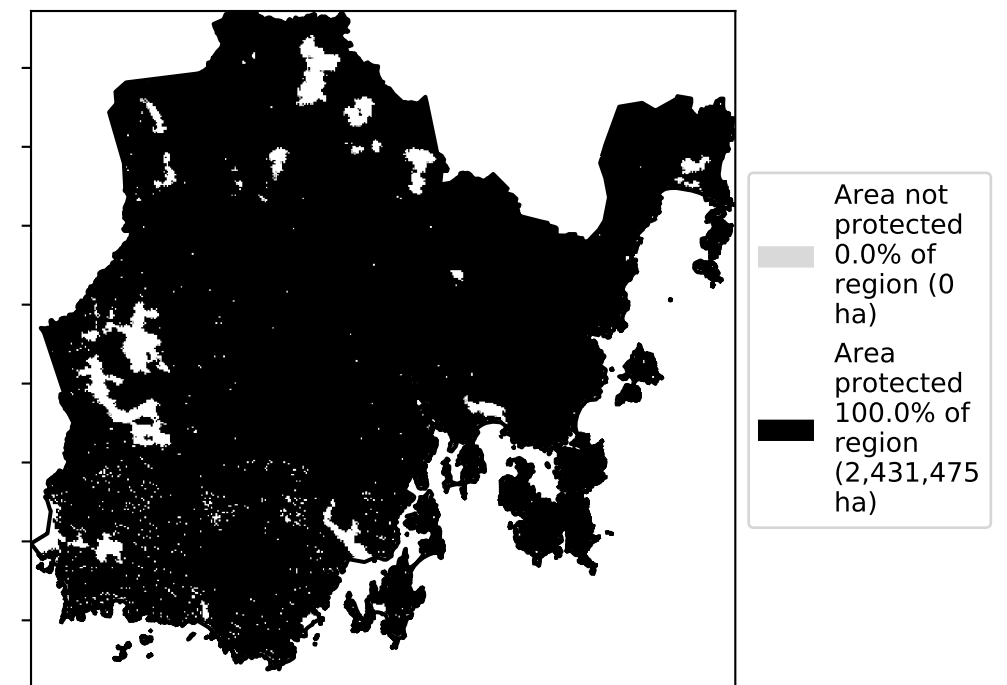 Area not
protected
0.0% of
region (0
ha)
Area
protected
100.0% of
region
(2,431,475
ha)